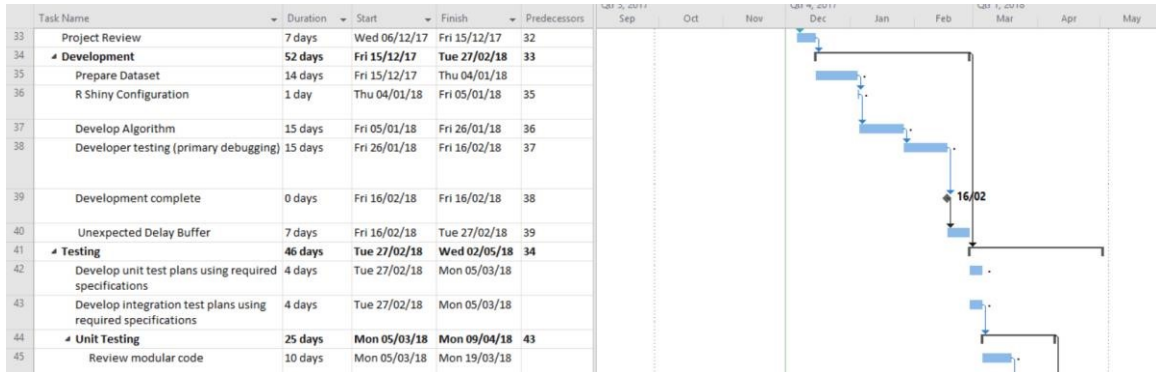 Qtr 3, 2017 Qtr 4, 2017 Qtr 1, 2018
Task Name Duration Start Finish Predecessors Sep Oct Nov Dec Jan Feb Mar Apr May
33 Project Review 7 days Wed 06/12/17 Fri 15/12/17 32
34 Development 52 days Fri 15/12/17 Tue 27/02/18 33
35 Prepare Dataset 14 days Fri 15/12/17 Thu 04/01/18
36 R Shiny Configuration 1 day Thu 04/01/18 Fri 05/01/18 35
37 Develop Algorithm 15 days Fri 05/01/18 Fri 26/01/18 36
38 Developer testing (primary debugging) 15 days Fri 26/01/18 Fri 16/02/18 37
39 Development complete 0 days Fri 16/02/18 Fri 16/02/18 38 16/02
40 Unexpected Delay Buffer 7 days Fri 16/02/18 Tue 27/02/18 39
41 Testing 46 days Tue 27/02/18 Wed 02/05/18 34
42 Develop unit test plans using required 4 days Tue 27/02/18 Mon 05/03/18
specifications
43 Develop integration test plans using 4 days Tue 27/02/18 Mon 05/03/18
required specifications
44 Unit Testing 25 days Mon 05/03/18 Mon 09/04/18 43
45 Review modular code 10 days Mon 05/03/18 Mon 19/03/18